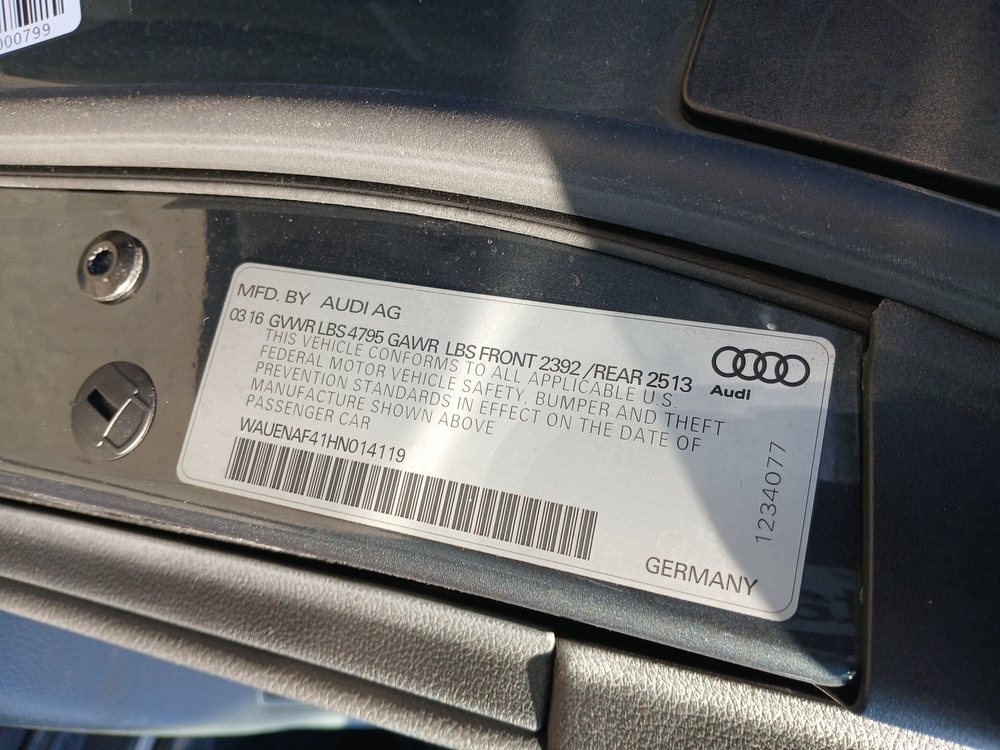 000799
MFD. BY AUDI AG
03 16 GVWR LBS 4795 GAWR LBS FRONT 2392 /REAR 2513
THIS VEHICLE CONFORMS TO ALL APPLICABLE U.S.
FEDERAL MOTOR VEHICLE SAFETY, BUMPER AND THEFT
PREVENTION STANDARDS IN EFFECT ON THE DATE OF
MANUFACTURE SHOWN ABOVE
PASSENGER CAR
WAUENAF41HN014119
Audi
1234077
GERMANY